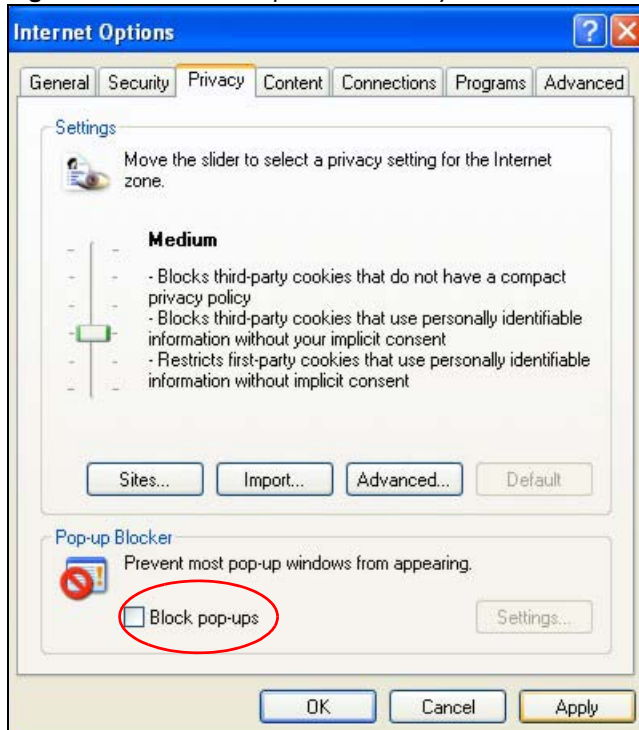 Internet Options
General Security Privacy Content Connections Programs Advanced
Settings
Move the slider to select a privacy setting for the Internet
zone.
Medium
- Blocks third-party cookies that do not have a compact
privacy policy
- Blocks third-party cookies that use personally identifiable
information without your implicit consent
- Restricts first-party cookies that use personally identifiable
information without implicit consent
Sites... Import... Advanced... Default
Pop-up Blocker
Prevent most pop-up windows from appearing.
Block pop-ups Settings...
OK Cancel Apply